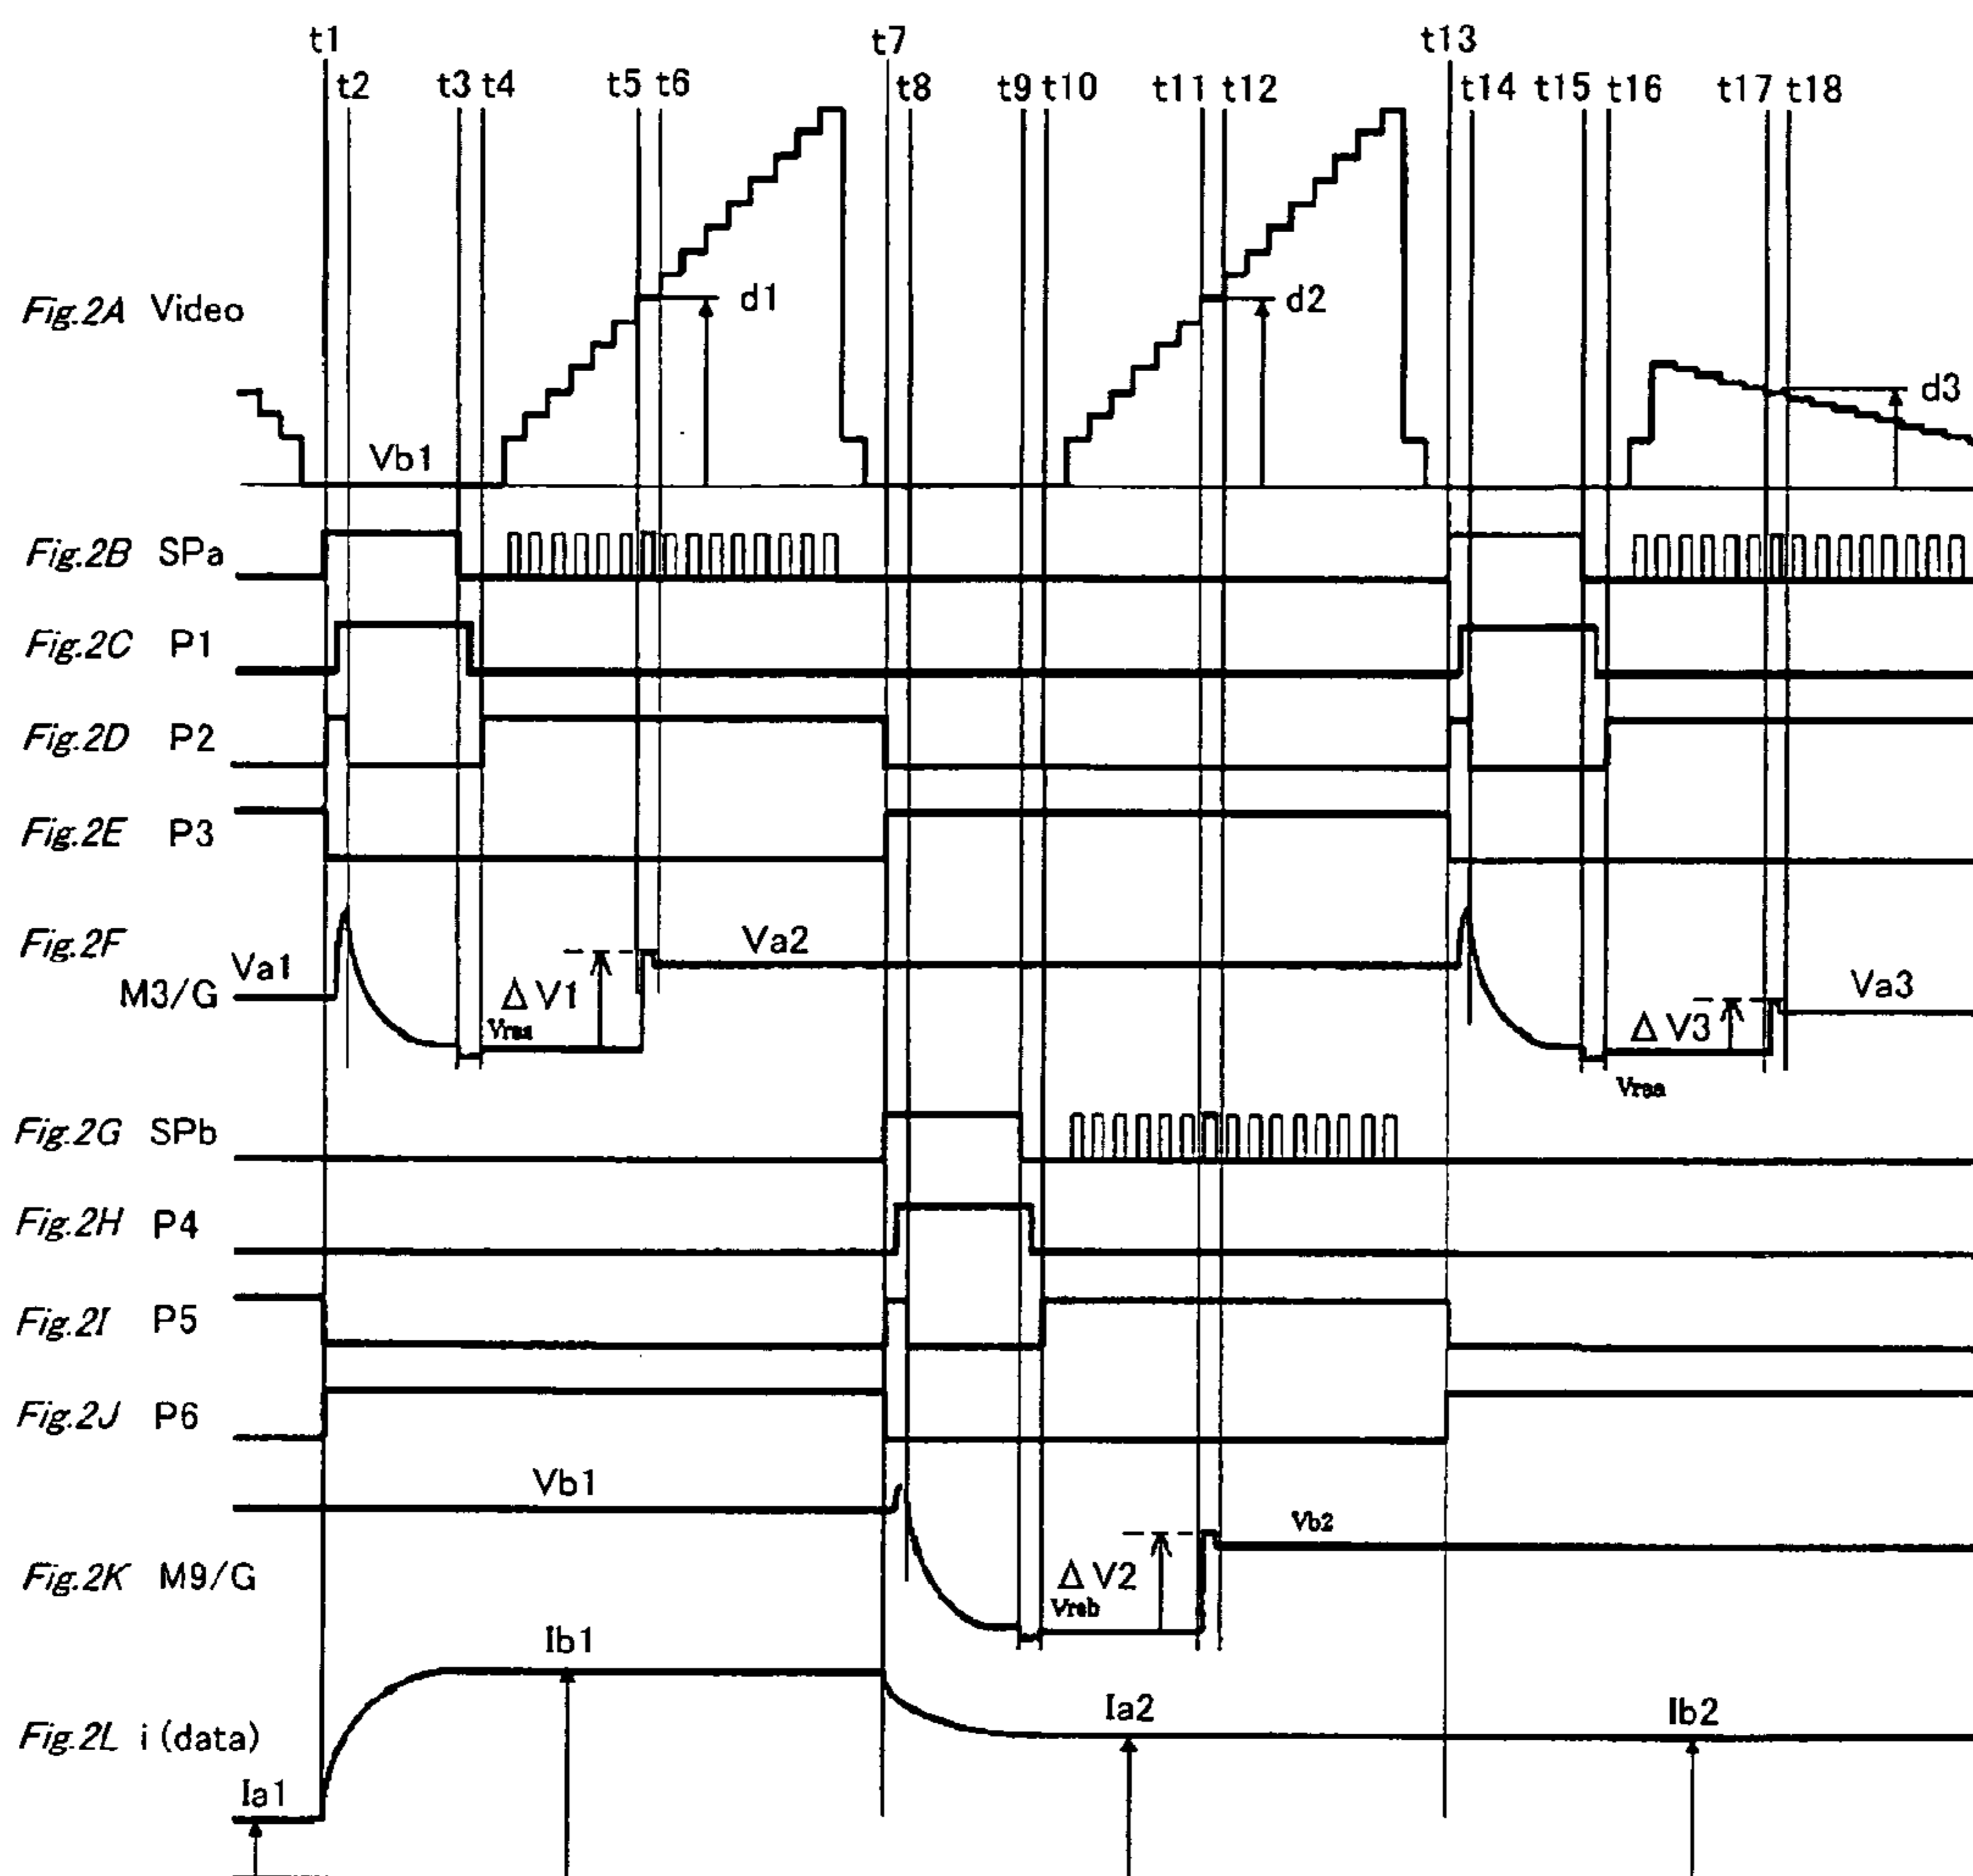 t1 t7 t13
t2 t3 t4 t5 t6 t8 t9 t10 t11 t12 t14 t15 t16 t17 t18
Fig.2A Video d1 d2
d3
Vb1
Fig.2B SPa
Fig.2C P1
Fig.2D P2
Fig.2E P3
Fig.2F Va2
M3/G Va1 ΔV1 Va3
Vraa ΔV3
Vraa
Fig.2G SPb
Fig.2H P4
Fig.2I P5
Fig.2J P6
Vb1
Vb2
Fig.2K M9/G ΔV2
Vrsb
Ib1
Ia2 Ib2
Fig.2L i (data)
Ia1